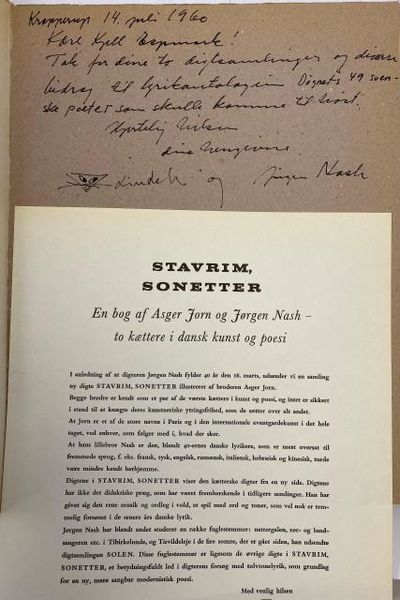 Krapperup 14. juli 1960
Kære Kjell Espmark!
Tak for dine to digtsamlinger og diverse
bidrag til lyrikantologien Døgnets 49 sven-
ske poeter som skulle komme til høst.
Hjertelig hilsen
dine hengivne
Lindell og Jørgen Nash
STAVRIM,
SONETTER
En bog af Asger Jorn og Jørgen Nash –
to kættere i dansk kunst og poesi
I anledning af at digteren Jørgen Nash fylder 40 år den 16. marts, udsendes vi en samling
ny digte STAVRIM, SONETTER illustreret af broderen Asger Jorn.
Begge brødre er kendt som et par af de værste kættere i kunst og poesi, og intet er sikkert
i stand til at knægte deres kunstneriske ytringsfrihed, som de sætter over alt andet.
At Jorn er et af de store navne i Paris og i den internationale avantgardekunst i det hele
taget, ved enhver, som følger med i, hvad der sker.
At hans lillebror Nash er den, blandt 40-ernes danske lyrikere, som er mest oversat til
fremmede sprog, f. eks. fransk, tysk, engelsk, rumænsk, italiensk, hebræisk og kinesisk, turde
være mindre kendt herhjemme.
Digtene i STAVRIM, SONETTER viser den kætterske digter fra en ny side. Digtene
har ikke det didaktiske præg, som har været fremherskende i tidligere samlinger. Han har
givet sig den rene musik og ordleg i vold, et spil med ord og toner, som vel nok er tem-
melig fornemt i de senere års danske lyrik.
Jørgen Nash har blandt andet studeret en række fuglestemmer: nattergalen, rør- og lund-
sangeren etc. i Tibirkelunde, og Tisvildeleje i de fire somre, der er gået siden, han udsendte
digtsamlingen SOLEN. Disse fuglestemmer er ligesom de øvrige digte i STAVRIM,
SONETTER, et betydningsfuldt led i digterens forsøg med tolvtonelyrik, som grundlag
for en ny, mere sangbar modernistisk poesi.
Med venlig hilsen